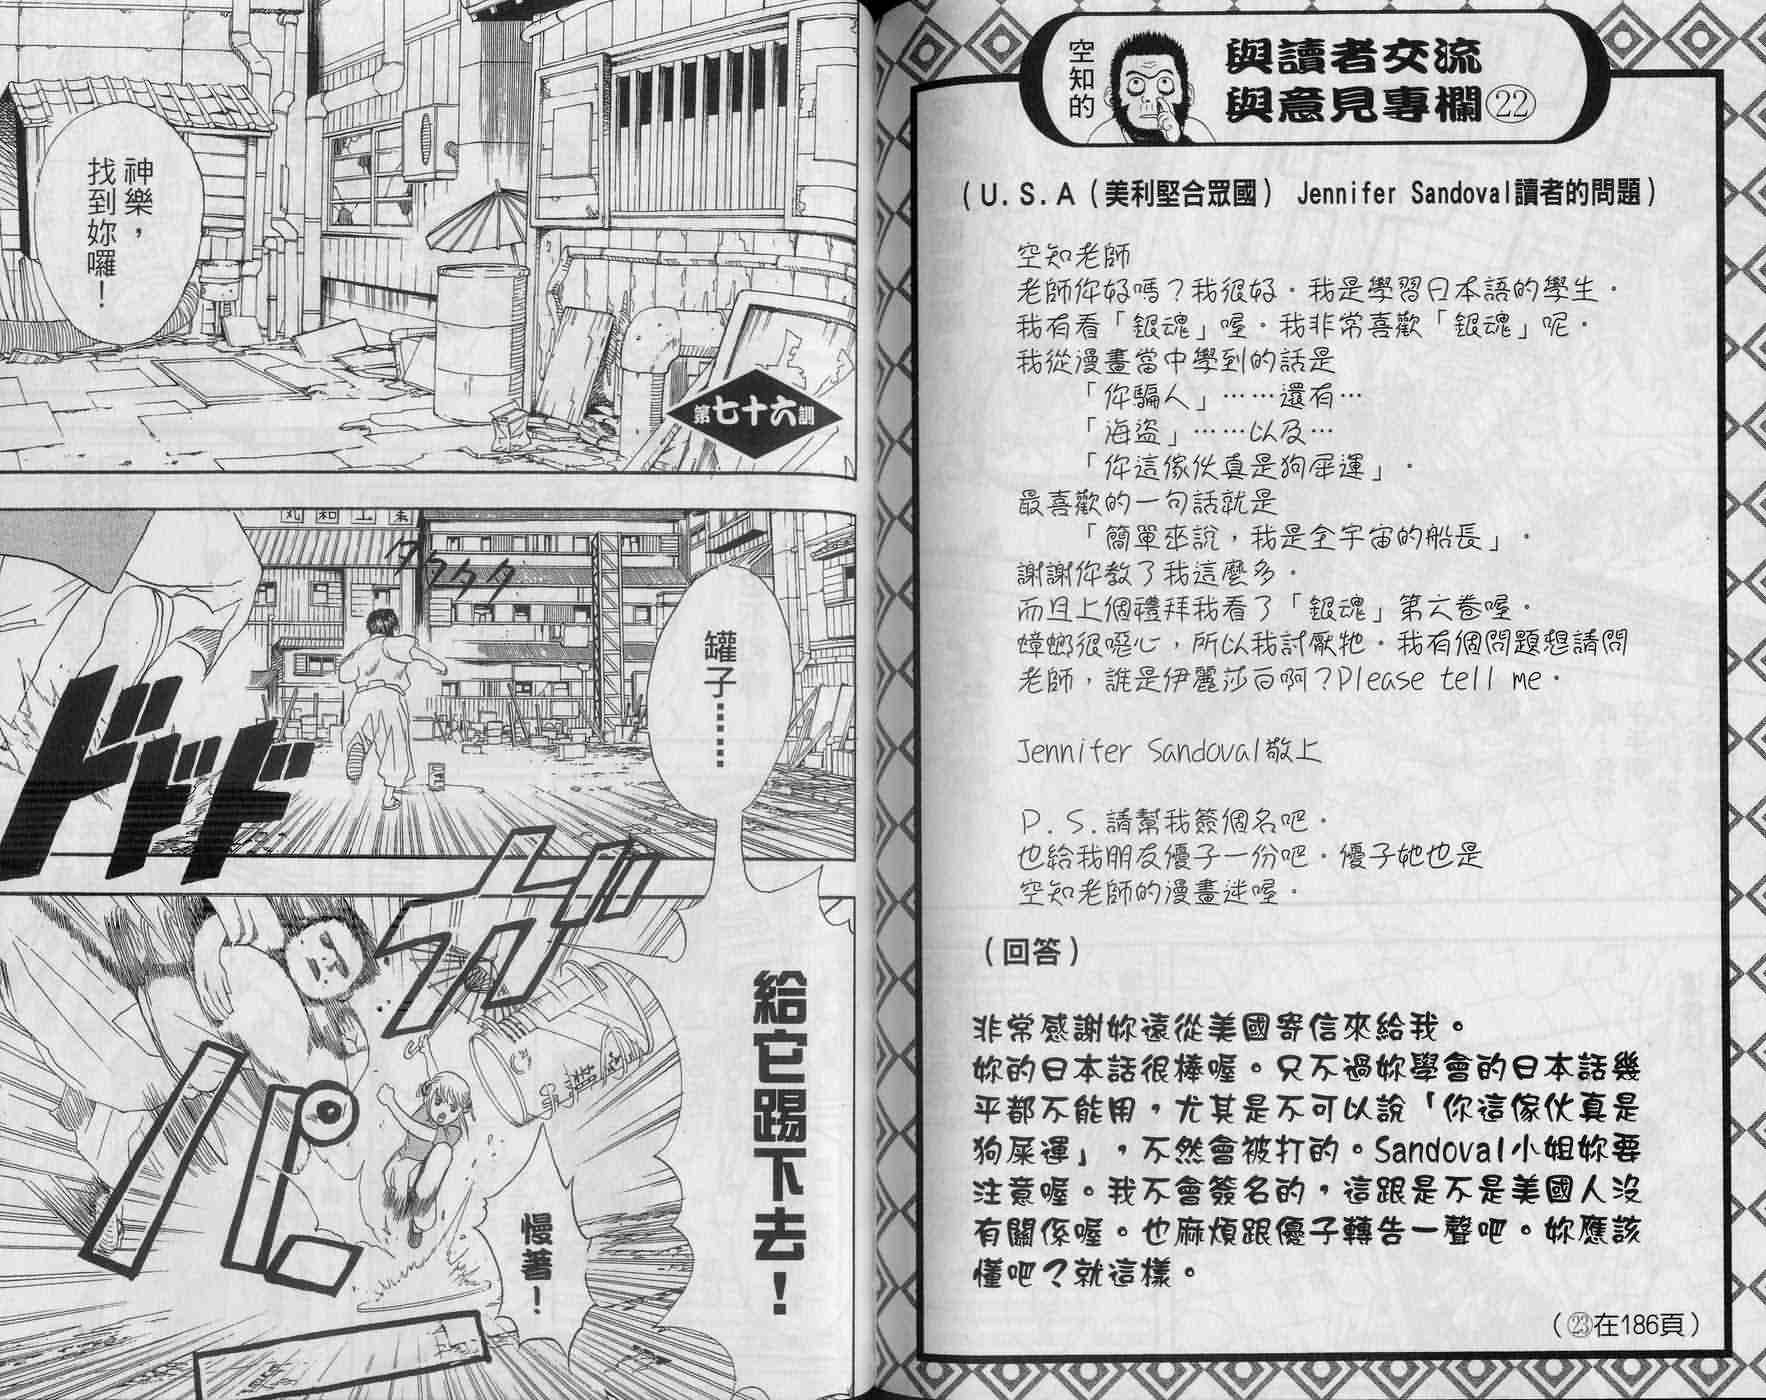 空知的
與讀者交流
與意見專欄㉒
（U.S.A（美利堅合眾國） Jennifer Sandoval讀者的問題）
空知老師
老師你好嗎？我很好．我是學習日本語的學生．
我有看「銀魂」喔．我非常喜歡「銀魂」呢．
我從漫畫當中學到的話是
「你騙人」……還有…
「海盜」……以及…
「你這傢伙真是狗屎運」．
最喜歡的一句話就是
「簡單來說，我是全宇宙的船長」．
謝謝你教了我這麼多．
而且上個禮拜我看了「銀魂」第六卷喔．
蟑螂很噁心，所以我討厭牠．我有個問題想請問
老師，誰是伊麗莎白啊？Please tell me．
Jennifer Sandoval敬上
P.S.請幫我簽個名吧．
也給我朋友優子一份吧．優子她也是
空知老師的漫畫迷喔．
（回答）
非常感謝妳遠從美國寄信來給我。
妳的日本話很棒喔。只不過妳學會的日本話幾
乎都不能用，尤其是不可以說「你這傢伙真是
狗屎運」，不然會被打的。Sandoval小姐妳要
注意喔。我不會簽名的，這跟是不是美國人沒
有關係喔。也麻煩跟優子轉告一聲吧。妳應該
懂吧？就這樣。
（㉓在186頁）
第七十六訓
神樂，
找到妳囉！
タタタタ
罐子……
ドドド
給它踢下去！
慢著！